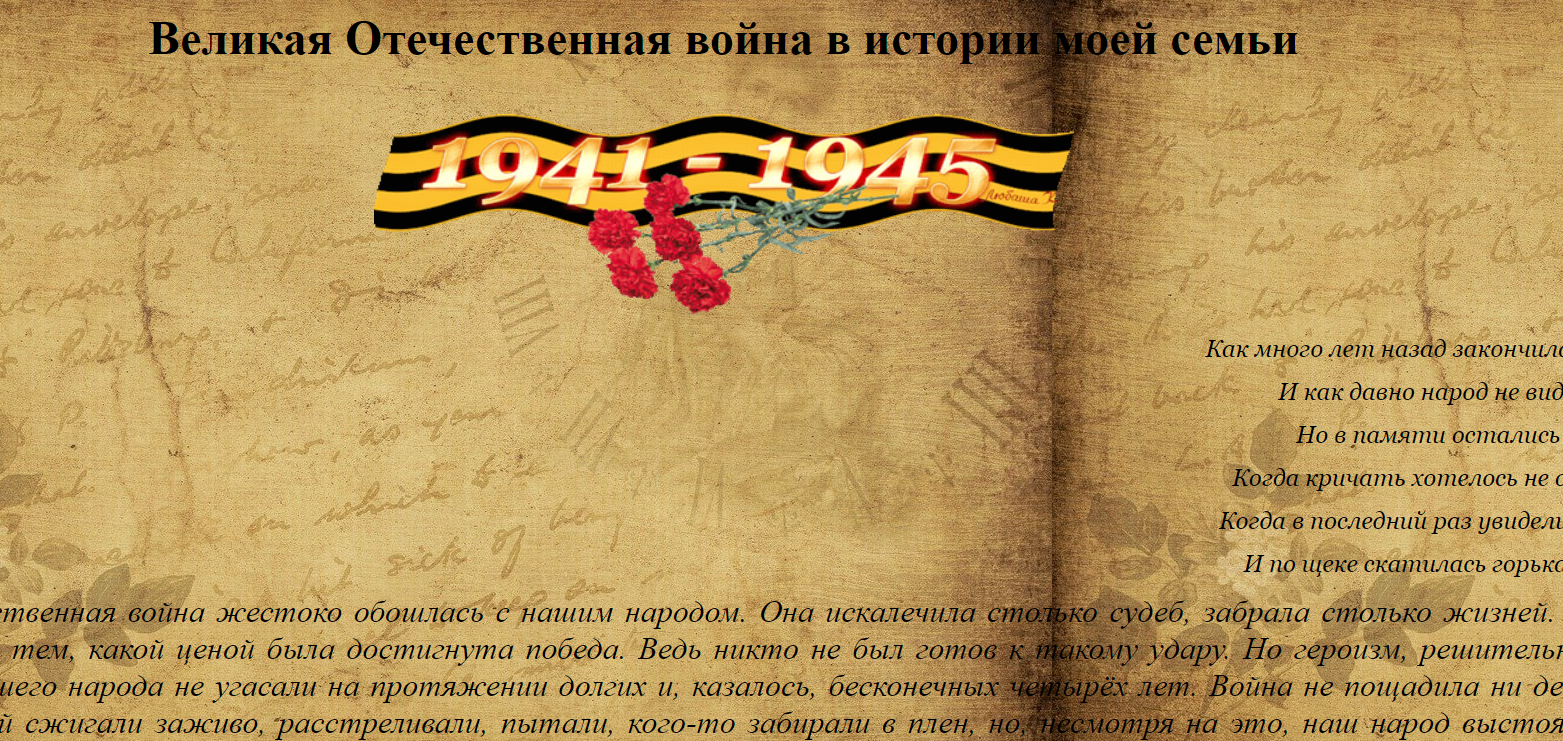 Великая Отечественная война в истории моей семьи
1941 - 1945
Любаша К
Как много лет назад закончил
И как давно народ не вид
Но в памяти остались
Когда кричать хотелось не
Когда в последний раз увидел
И по щеке скатилась горька
ственная война жестоко обошлась с нашим народом. Она искалечила столько судеб, забрала столько жизней.
тем, какой ценой была достигнута победа. Ведь никто не был готов к такому удару. Но героизм, решительн
шего народа не угасали на протяжении долгих и, казалось, бесконечных четырёх лет. Война не пощадила ни де
й сжигали заживо, расстреливали, пытали, кого-то забирали в плен, но, несмотря на это, наш народ выстоя